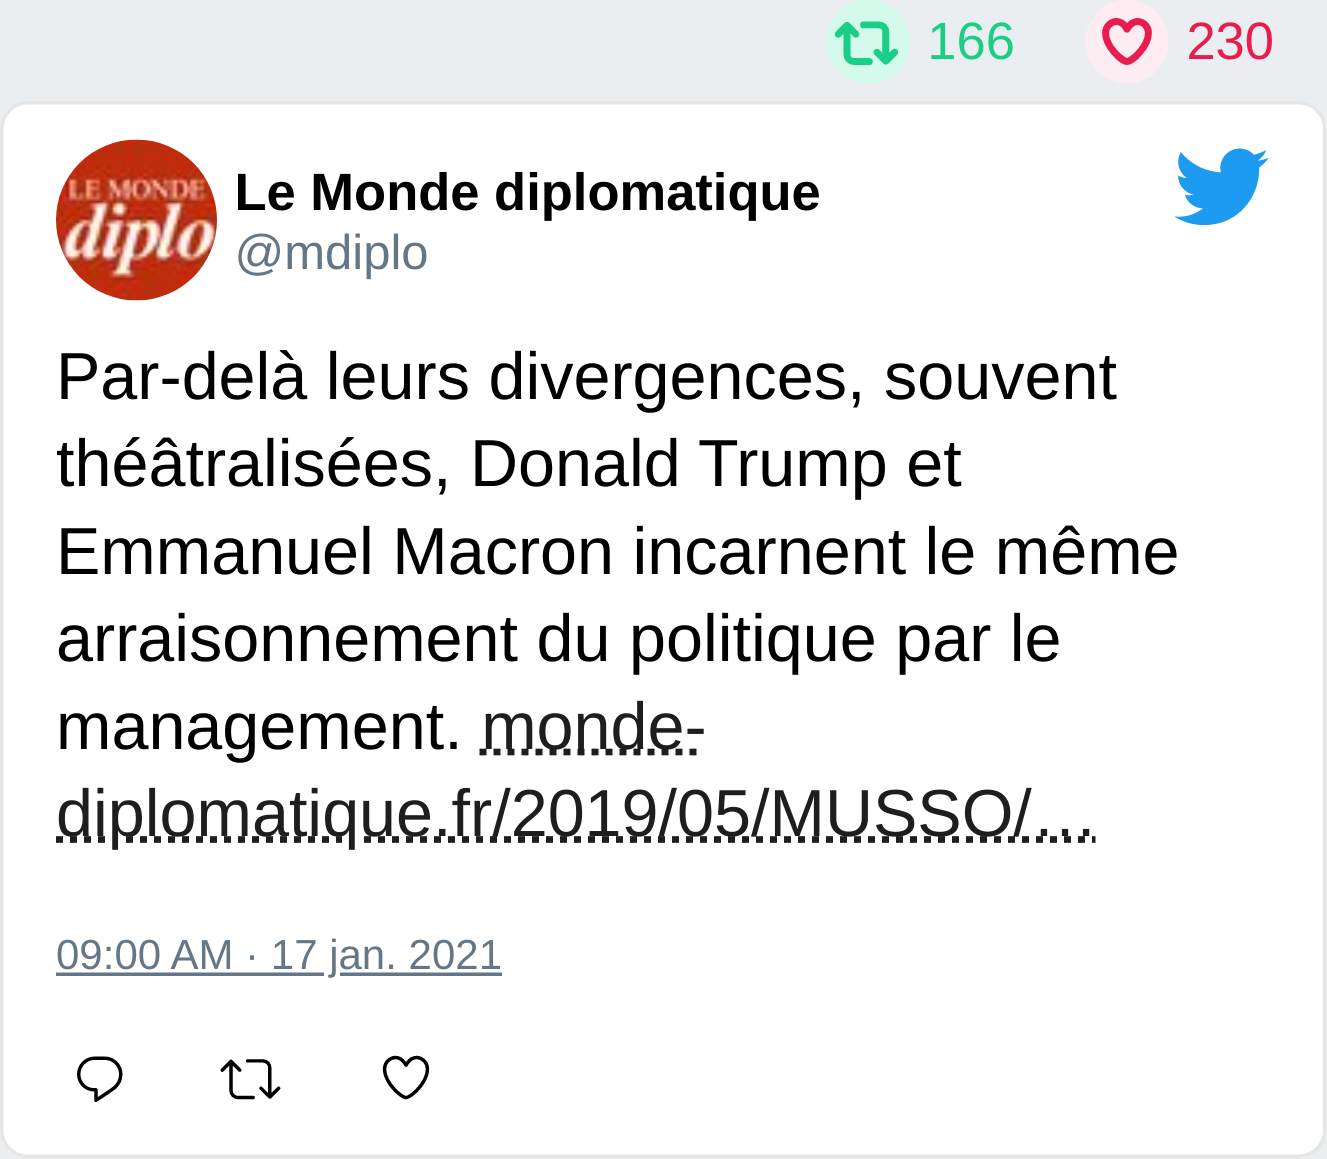 166 230
LE MONDE
diplo
Le Monde diplomatique
@mdiplo
Par-delà leurs divergences, souvent
théâtralisées, Donald Trump et
Emmanuel Macron incarnent le même
arraisonnement du politique par le
management. monde-
diplomatique.fr/2019/05/MUSSO/…
09:00 AM · 17 jan. 2021